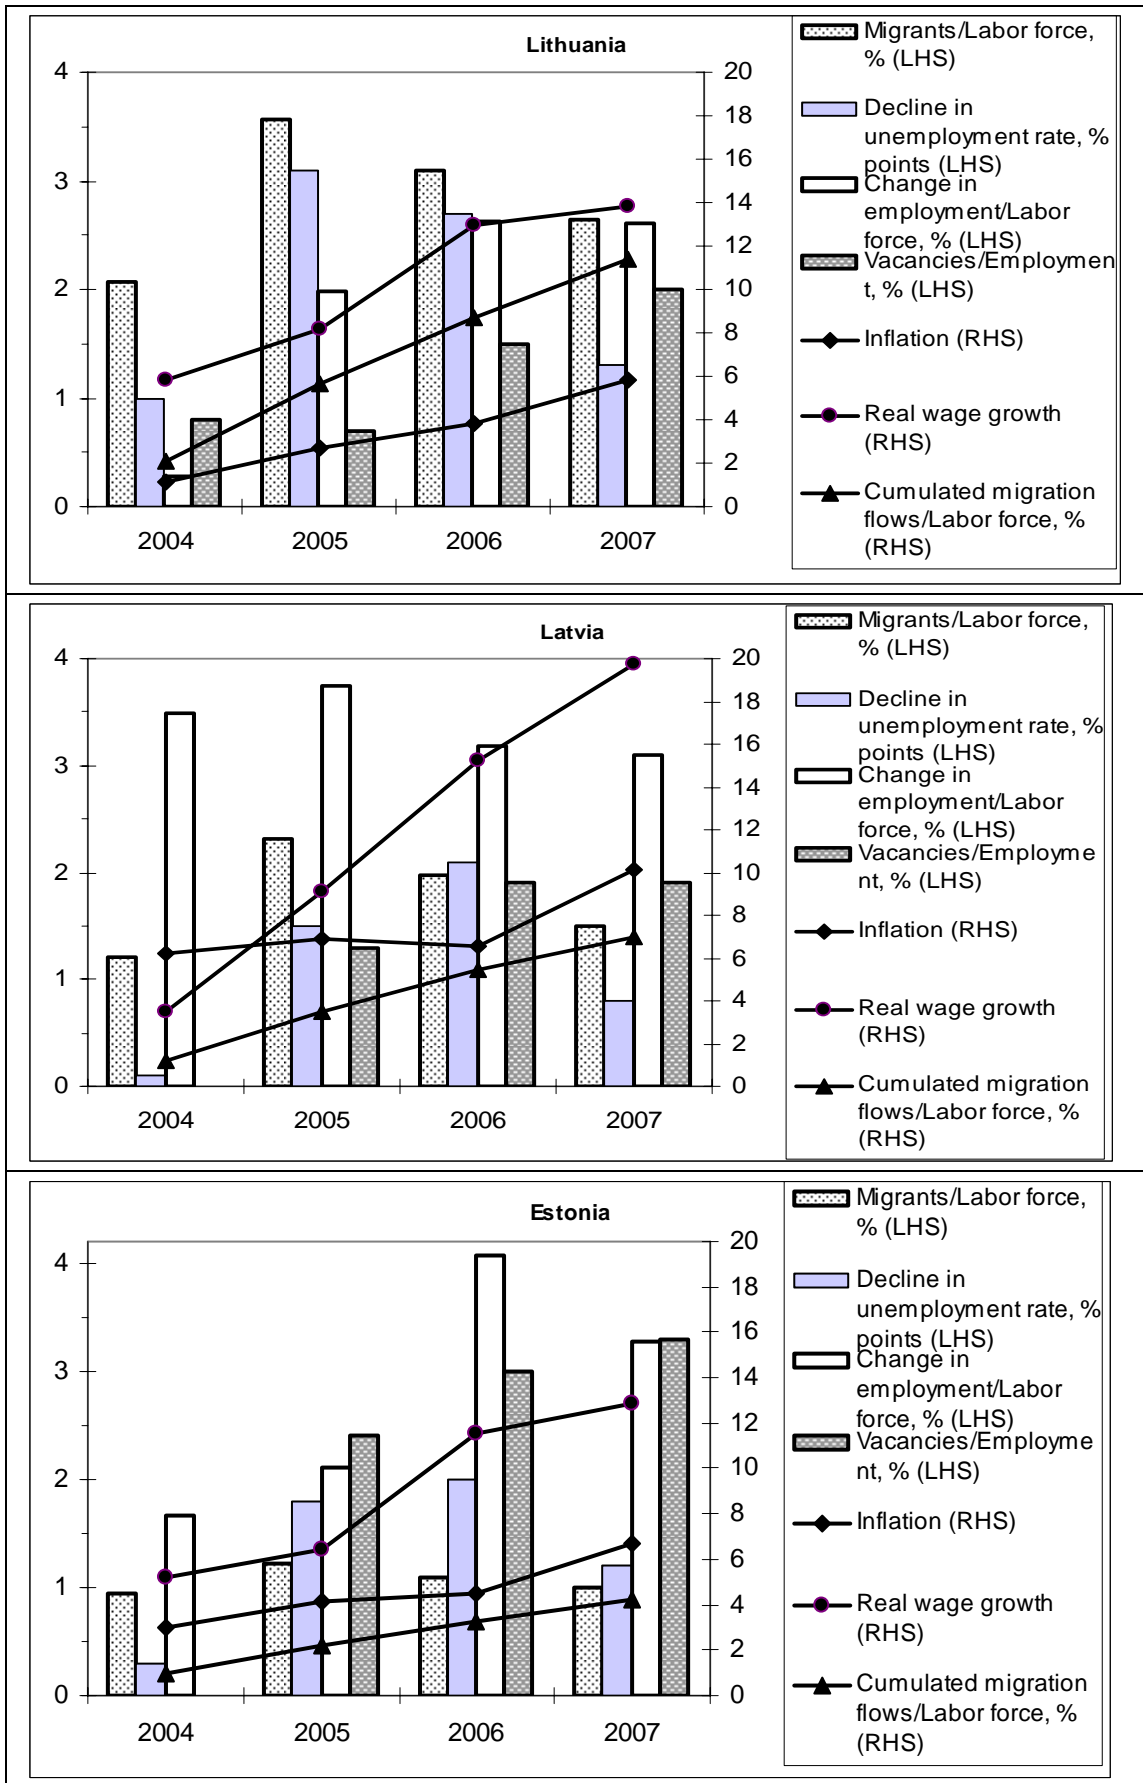 Lithuania
4
3
2
1
0
20
18
16
14
12
10
8
6
4
2
0
2004 2005 2006 2007
Migrants/Labor force,
% (LHS)
Decline in
unemployment rate, %
points (LHS)
Change in
employment/Labor
force, % (LHS)
Vacancies/Employmen
t, % (LHS)
Inflation (RHS)
Real wage growth
(RHS)
Cumulated migration
flows/Labor force, %
(RHS)
Latvia
4
3
2
1
0
20
18
16
14
12
10
8
6
4
2
0
2004 2005 2006 2007
Migrants/Labor force,
% (LHS)
Decline in
unemployment rate, %
points (LHS)
Change in
employment/Labor
force, % (LHS)
Vacancies/Employme
nt, % (LHS)
Inflation (RHS)
Real wage growth
(RHS)
Cumulated migration
flows/Labor force, %
(RHS)
Estonia
4
3
2
1
0
20
18
16
14
12
10
8
6
4
2
0
2004 2005 2006 2007
Migrants/Labor force,
% (LHS)
Decline in
unemployment rate, %
points (LHS)
Change in
employment/Labor
force, % (LHS)
Vacancies/Employme
nt, % (LHS)
Inflation (RHS)
Real wage growth
(RHS)
Cumulated migration
flows/Labor force, %
(RHS)